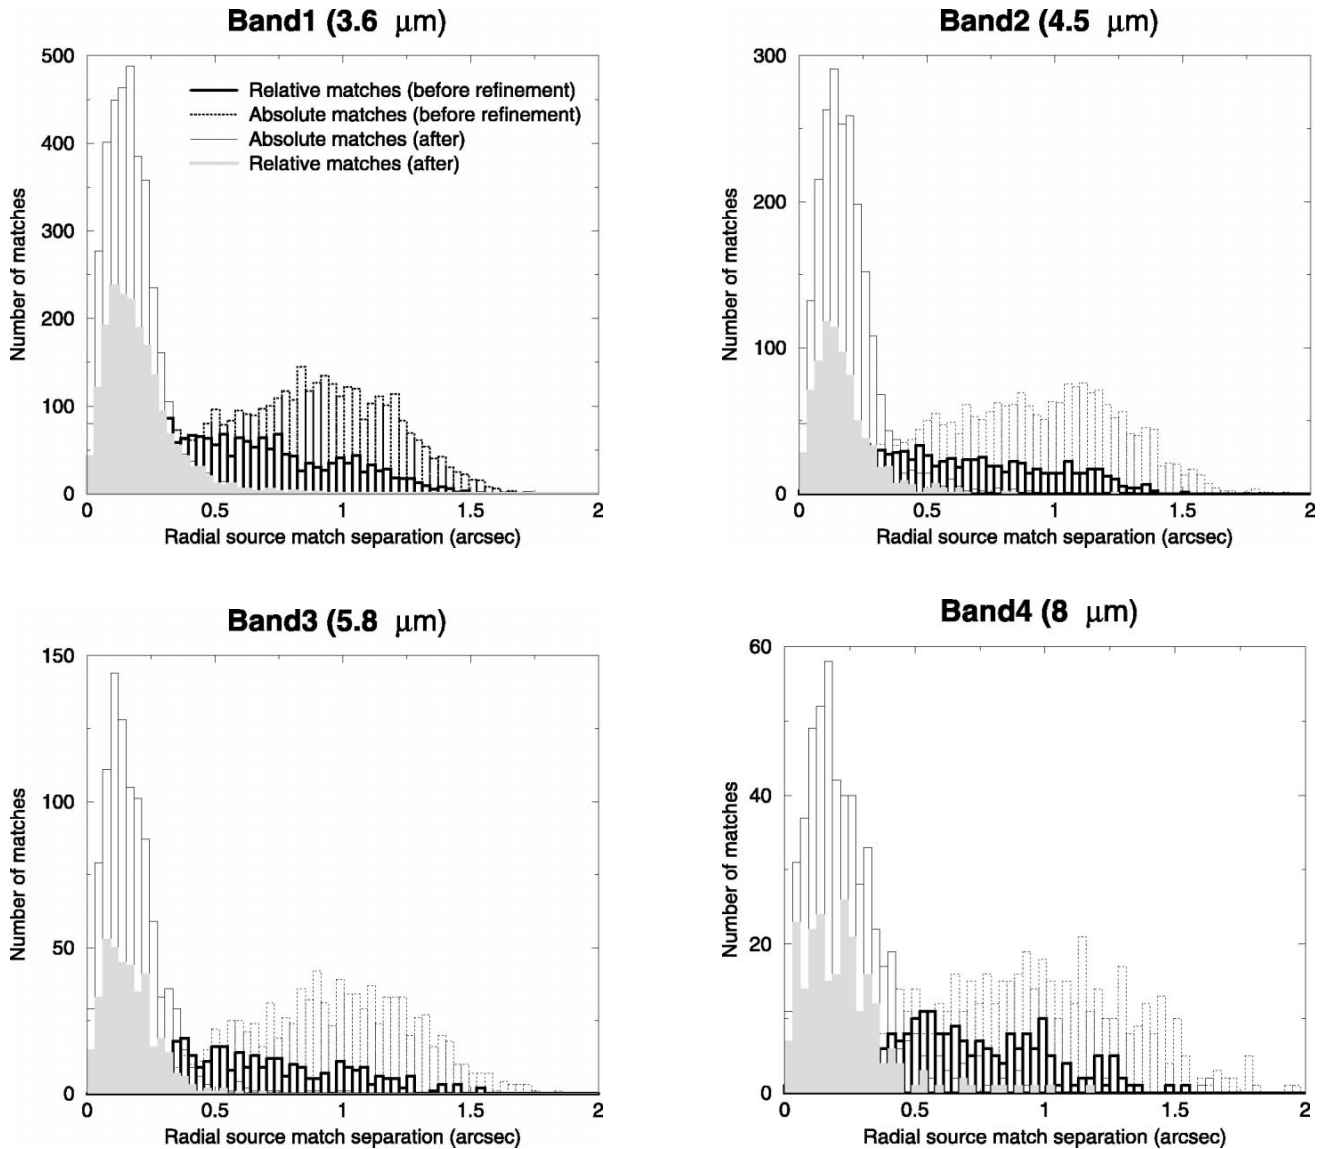 Band1 (3.6 μm)
500
400
300
200
100
0
Number of matches
Relative matches (before refinement)
Absolute matches (before refinement)
Absolute matches (after)
Relative matches (after)
0 0.5 1 1.5 2
Radial source match separation (arcsec)
Band2 (4.5 μm)
300
200
100
0
Number of matches
0 0.5 1 1.5 2
Radial source match separation (arcsec)
Band3 (5.8 μm)
150
100
50
0
Number of matches
0 0.5 1 1.5 2
Radial source match separation (arcsec)
Band4 (8 μm)
60
40
20
0
Number of matches
0 0.5 1 1.5 2
Radial source match separation (arcsec)